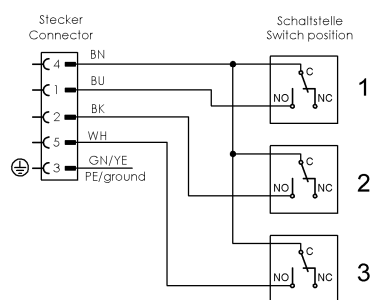 Stecker
Connector
Schaltstelle
Switch position
4 BN
1 BU
2 BK
5 WH
3 GN/YE
PE/ground
C
NO NC
1
C
NO NC
2
C
NO NC
3